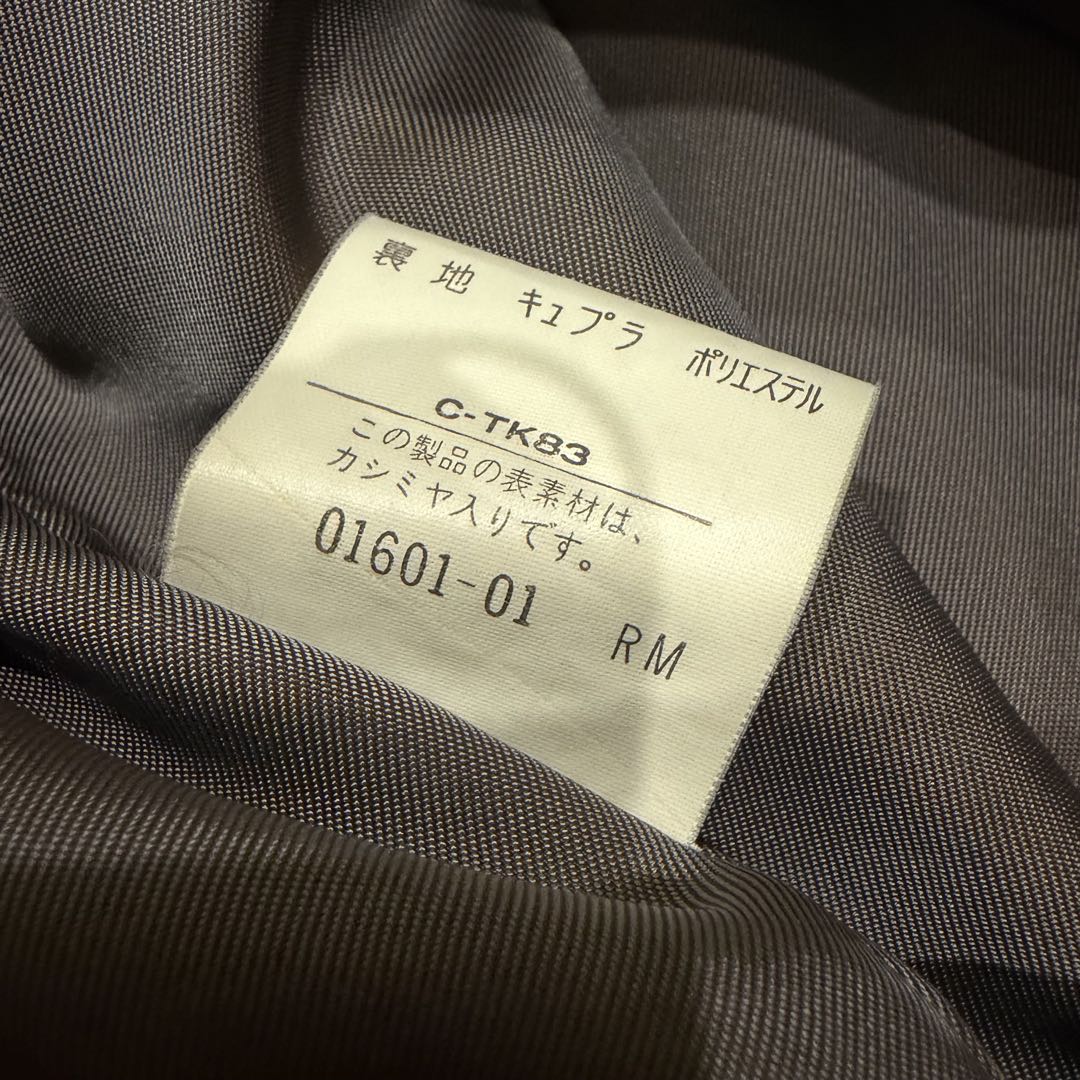 裏地 キュプラ ポリエステル
C-TK83
この製品の表素材は、
カシミヤ入りです。
01601-01 RM